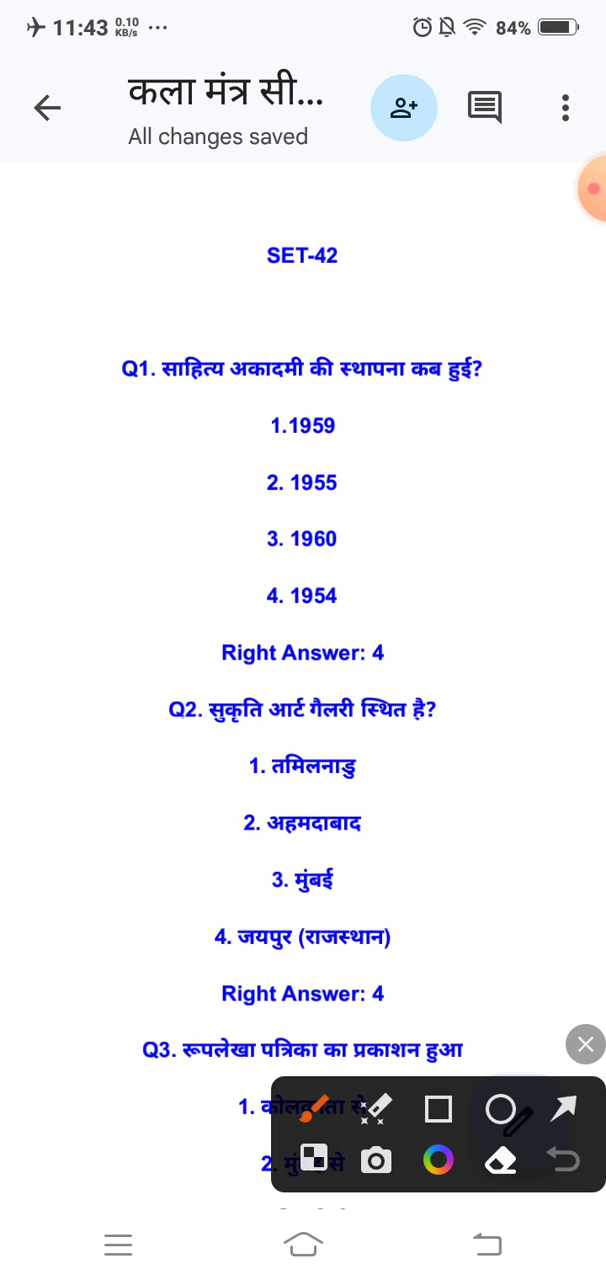 11:43 0.10 KB/s ... 84%
कला मंत्र सी...
All changes saved
SET-42
Q1. साहित्य अकादमी की स्थापना कब हुई?
1.1959
2. 1955
3. 1960
4. 1954
Right Answer: 4
Q2. सुकृति आर्ट गैलरी स्थित है?
1. तमिलनाडु
2. अहमदाबाद
3. मुंबई
4. जयपुर (राजस्थान)
Right Answer: 4
Q3. रूपलेखा पत्रिका का प्रकाशन हुआ
1.
2. से